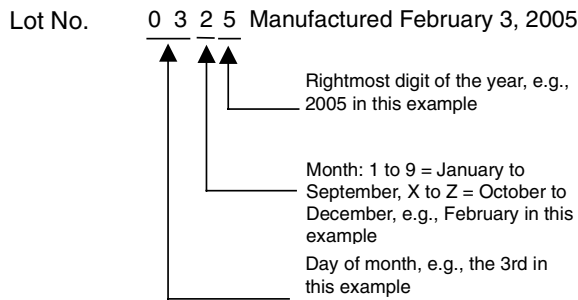 Lot No. 0 3 2 5 Manufactured February 3, 2005
Rightmost digit of the year, e.g.,
2005 in this example
Month: 1 to 9 = January to
September, X to Z = October to
December, e.g., February in this
example
Day of month, e.g., the 3rd in
this example